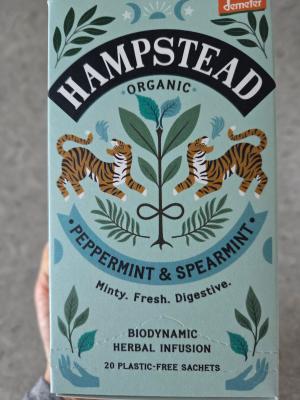 demeter
HAMPSTEAD
ORGANIC
PEPPERMINT & SPEARMINT
Minty. Fresh. Digestive.
BIODYNAMIC
HERBAL INFUSION
20 PLASTIC-FREE SACHETS